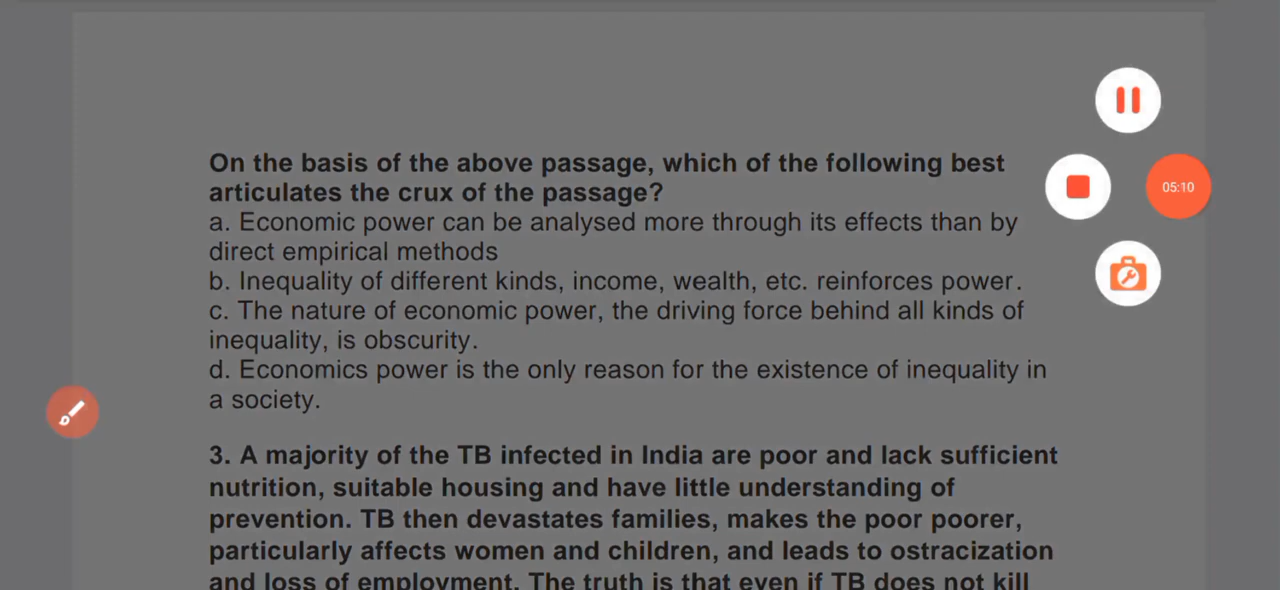 On the basis of the above passage, which of the following best
articulates the crux of the passage?
a. Economic power can be analysed more through its effects than by
direct empirical methods
b. Inequality of different kinds, income, wealth, etc. reinforces power.
c. The nature of economic power, the driving force behind all kinds of
inequality, is obscurity.
d. Economics power is the only reason for the existence of inequality in
a society.
3. A majority of the TB infected in India are poor and lack sufficient
nutrition, suitable housing and have little understanding of
prevention. TB then devastates families, makes the poor poorer,
particularly affects women and children, and leads to ostracization
and loss of employment. The truth is that even if TB does not kill
05:10